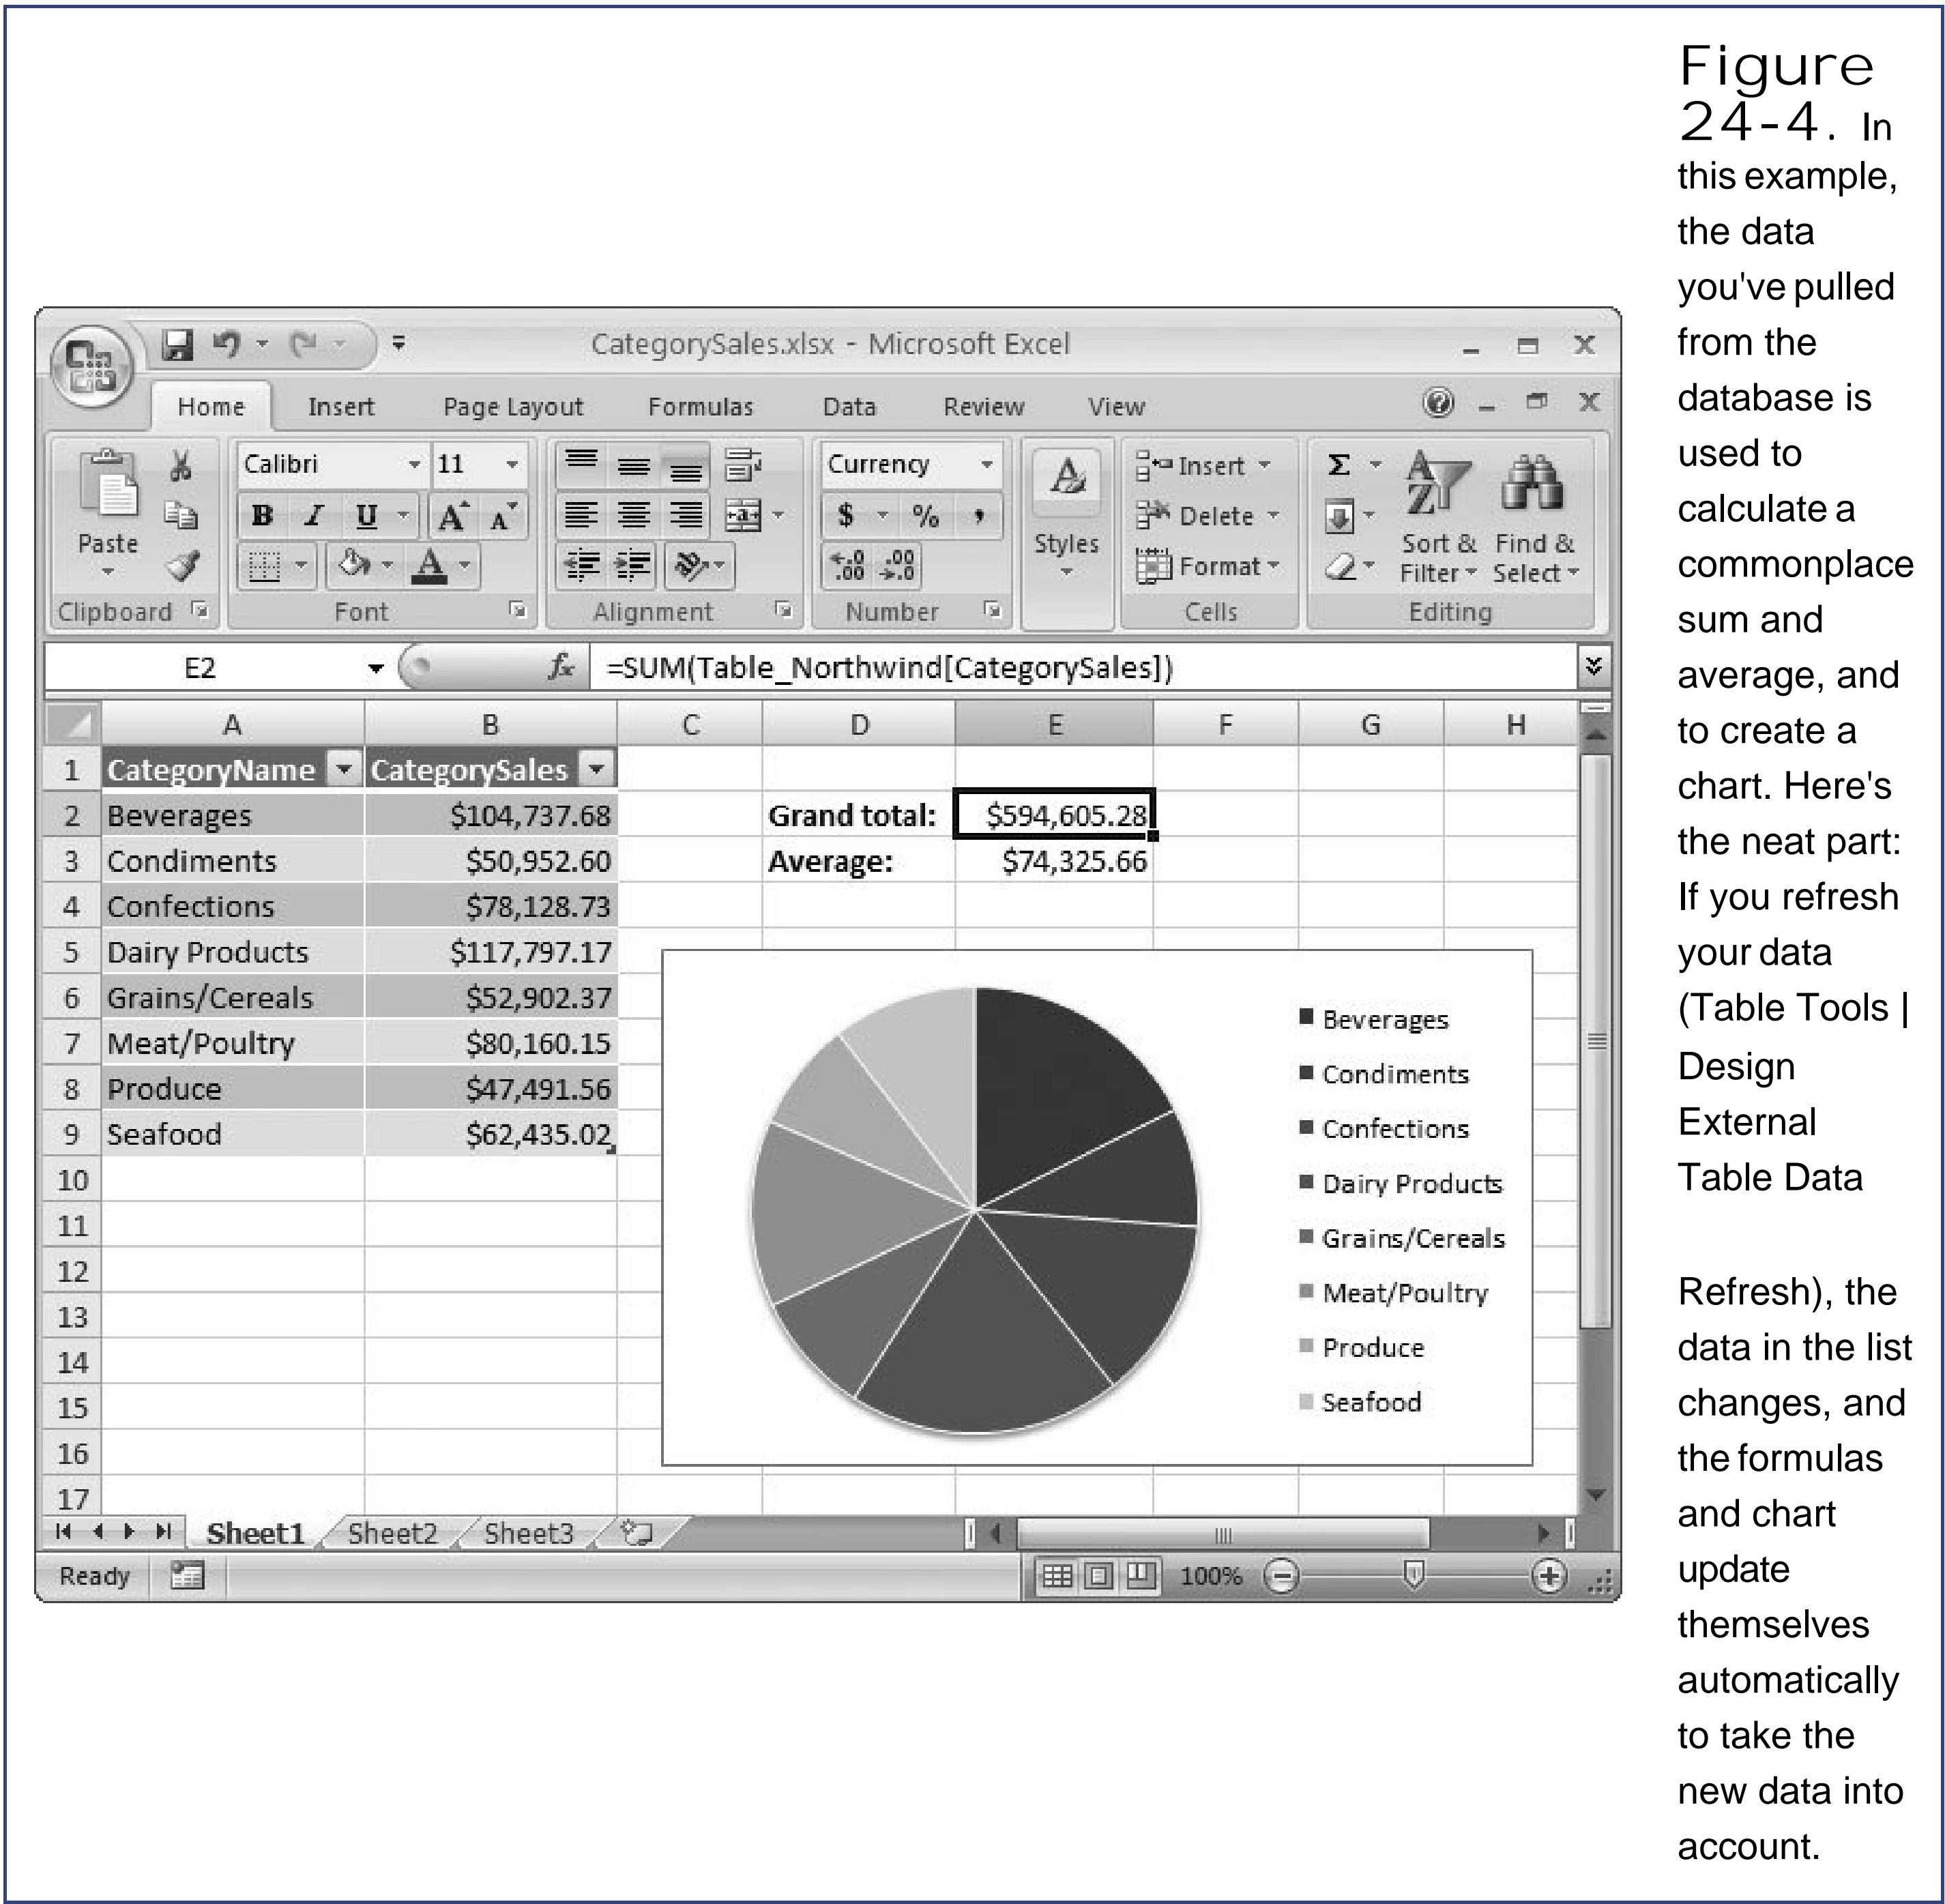 CategorySales.xlsx - Microsoft Excel
Home Insert Page Layout Formulas Data Review View
Calibri 11 Currency Insert Σ
B I U A A $ % , Delete
Paste Styles Sort & Find &
A .0 .00 .00 .0 Format Filter Select
Clipboard Font Alignment Number Cells Editing
E2 fx =SUM(Table_Northwind[CategorySales])
A B C D E F G H
1 CategoryName CategorySales
2 Beverages $104,737.68 Grand total: $594,605.28
3 Condiments $50,952.60 Average: $74,325.66
4 Confections $78,128.73
5 Dairy Products $117,797.17
6 Grains/Cereals $52,902.37
7 Meat/Poultry $80,160.15
8 Produce $47,491.56
9 Seafood $62,435.02
10
11
12
13
14
15
16
17
Beverages
Condiments
Confections
Dairy Products
Grains/Cereals
Meat/Poultry
Produce
Seafood
Sheet1 Sheet2 Sheet3
Ready 100%
Figure
24-4. In
this example,
the data
you've pulled
from the
database is
used to
calculate a
commonplace
sum and
average, and
to create a
chart. Here's
the neat part:
If you refresh
your data
(Table Tools |
Design
External
Table Data
Refresh), the
data in the list
changes, and
the formulas
and chart
update
themselves
automatically
to take the
new data into
account.